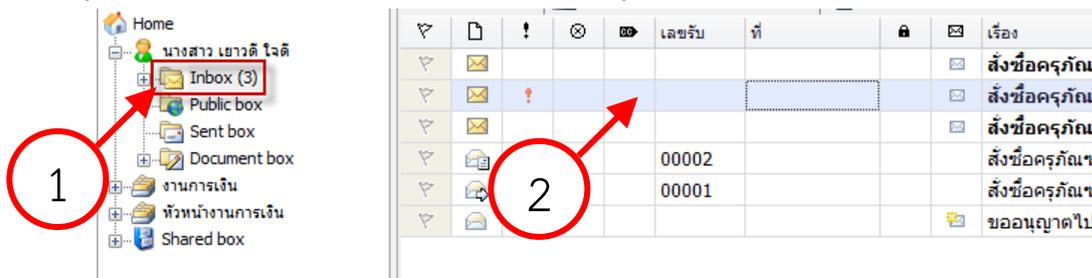 Home
นางสาว เยาวดี ใจดี
Inbox (3)
Public box
Sent box
Document box
งานการเงิน
หัวหน้างานการเงิน
Shared box
1
2
! เลขรับ ที่ เรื่อง
สั่งซื้อครุภัณ
! สั่งซื้อครุภัณ
สั่งซื้อครุภัณ
00002 สั่งซื้อครุภัณฑ
00001 สั่งซื้อครุภัณฑ
ขออนุญาตไป